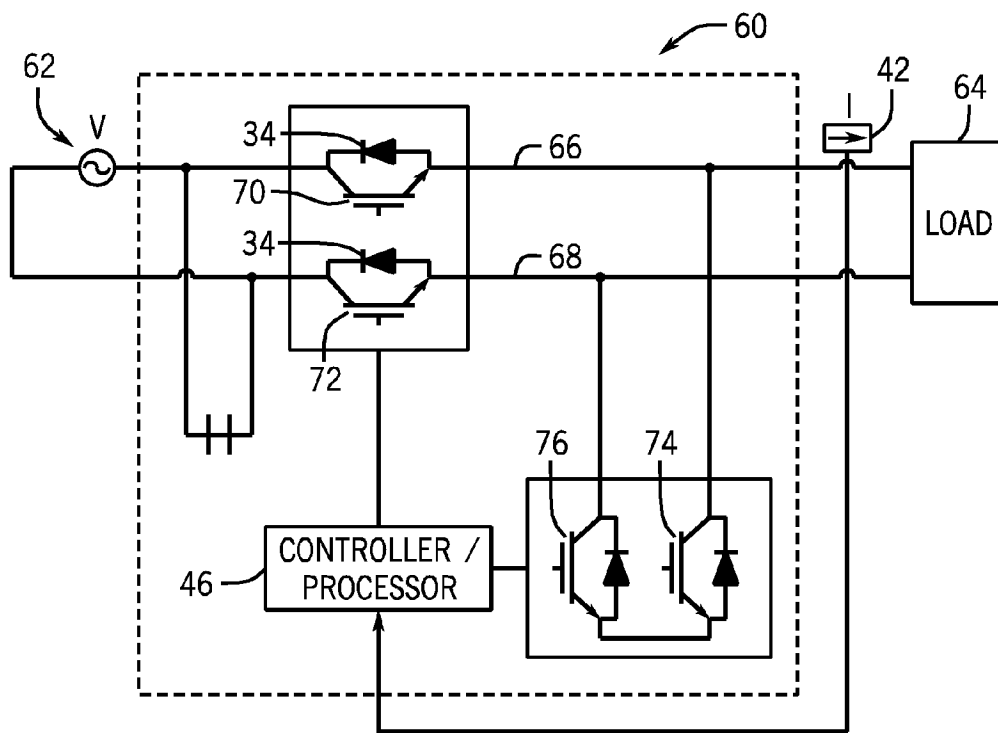 60
62
V
34
66
I
42
64
70
LOAD
34
68
72
76
74
CONTROLLER /
PROCESSOR
46